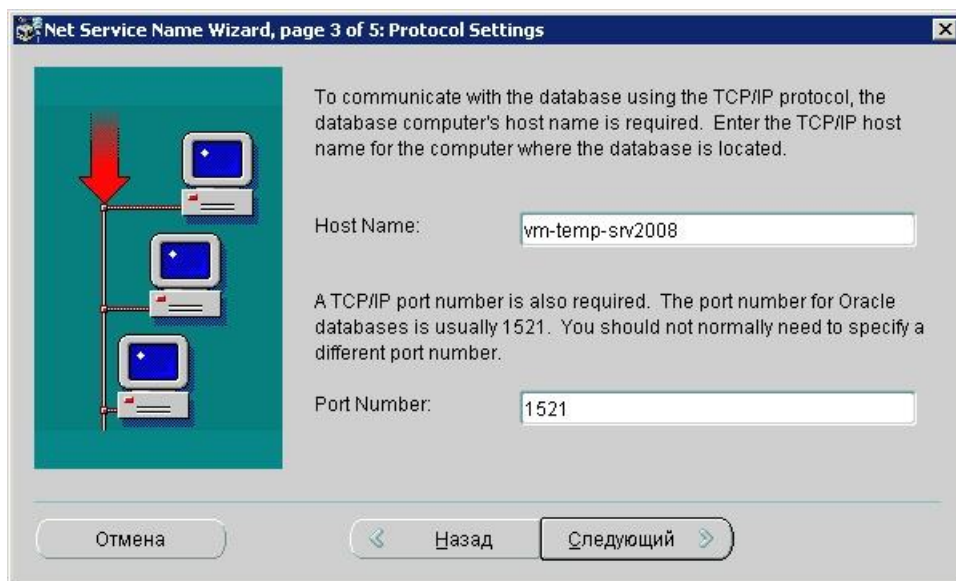 Net Service Name Wizard, page 3 of 5: Protocol Settings
To communicate with the database using the TCP/IP protocol, the
database computer's host name is required. Enter the TCP/IP host
name for the computer where the database is located.
Host Name:
vm-temp-srv2008
A TCP/IP port number is also required. The port number for Oracle
databases is usually 1521. You should not normally need to specify a
different port number.
Port Number:
1521
Отмена
Назад
Следующий